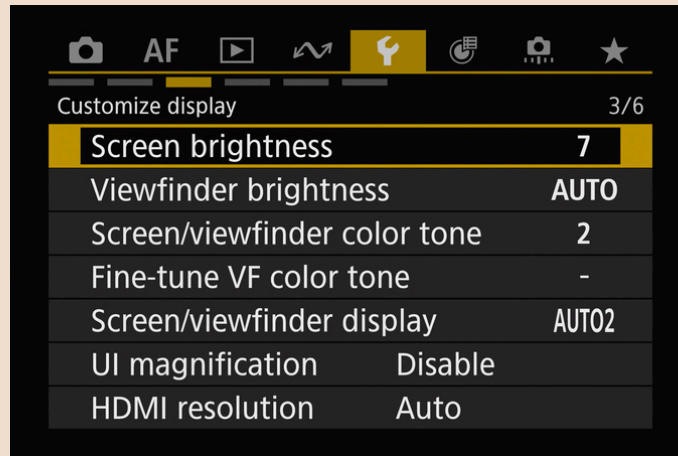 AF
Customize display 3/6
Screen brightness 7
Viewfinder brightness AUTO
Screen/viewfinder color tone 2
Fine-tune VF color tone -
Screen/viewfinder display AUTO2
UI magnification Disable
HDMI resolution Auto